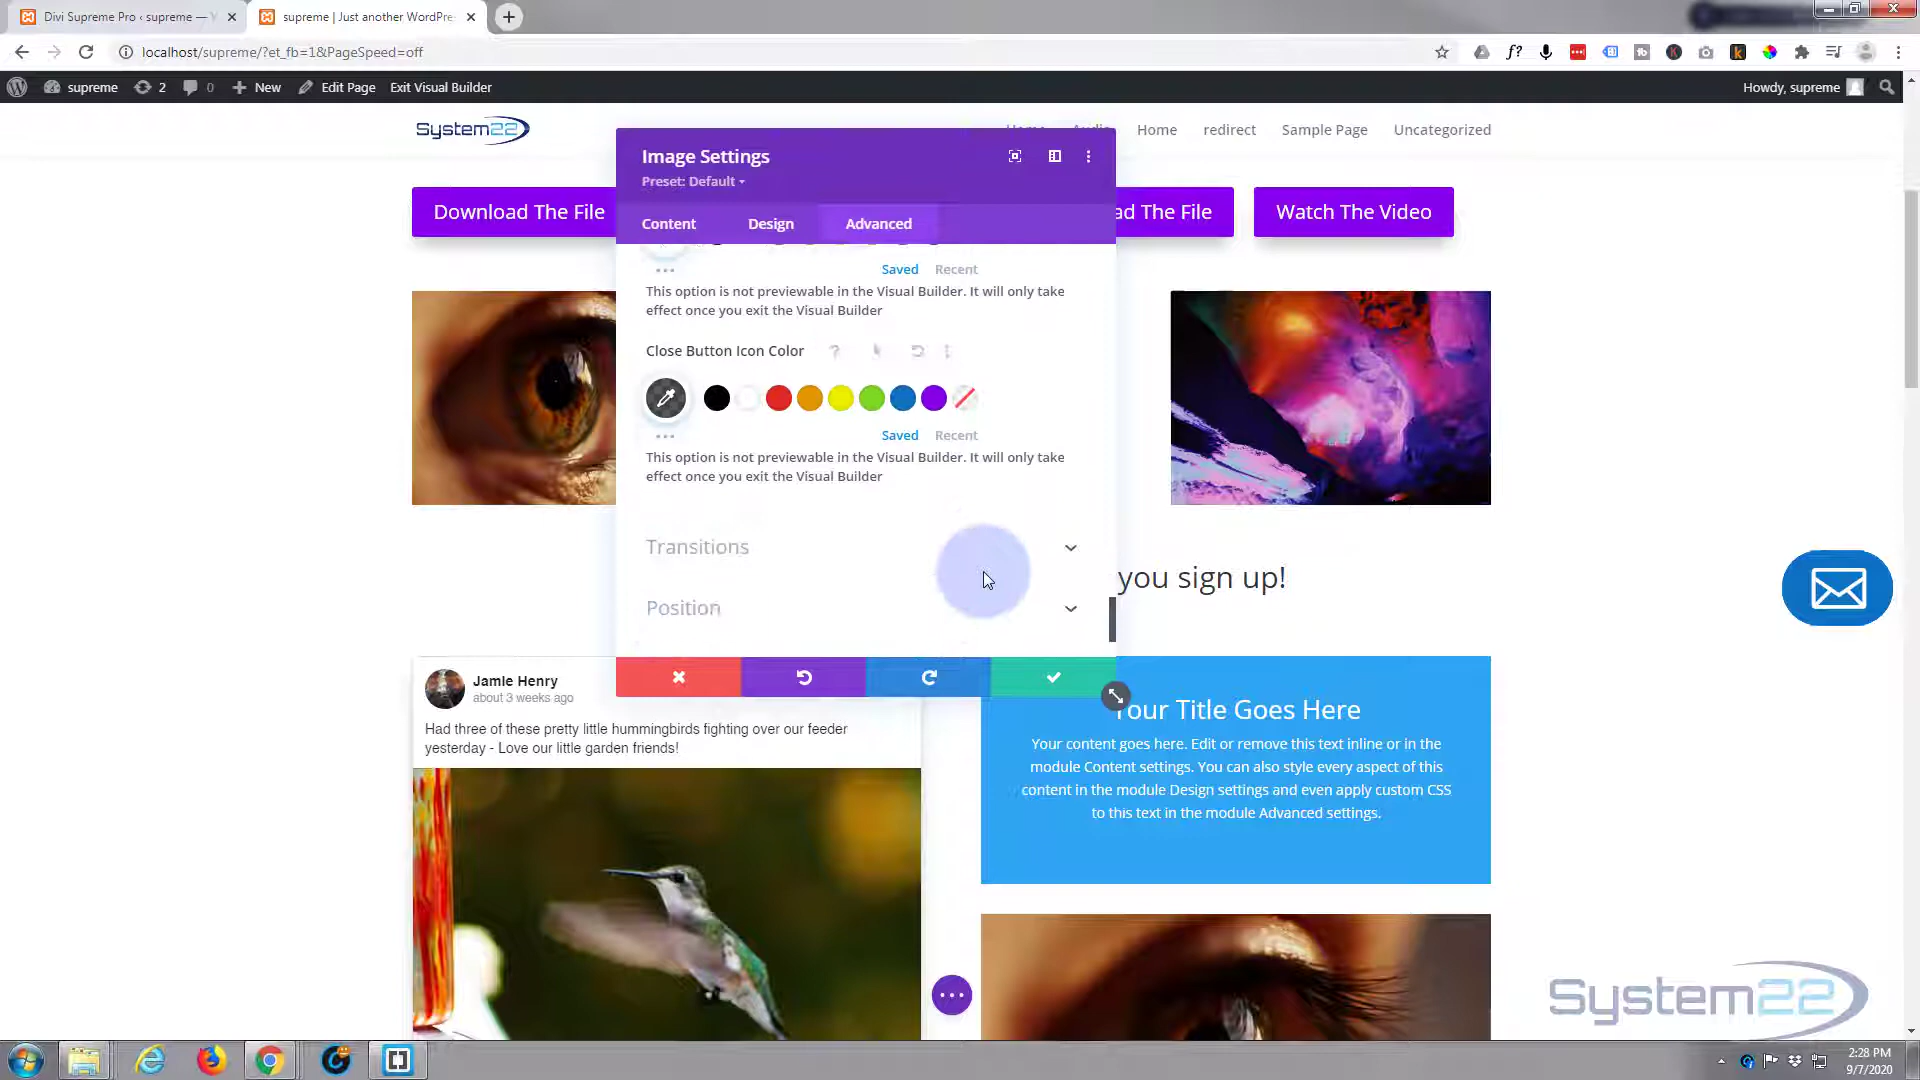 Divi Supreme Pro ‹ supreme —
supreme | Just another WordPre
localhost/supreme/?et_fb=1&PageSpeed=off
supreme 2 0 New Edit Page Exit Visual Builder
Howdy, supreme
System22
Home Audio Home redirect Sample Page Uncategorized
Image Settings
Preset: Default
Content Design Advanced
Download The File
ad The File
Watch The Video
Saved Recent
This option is not previewable in the Visual Builder. It will only take
effect once you exit the Visual Builder
Close Button Icon Color
Saved Recent
This option is not previewable in the Visual Builder. It will only take
effect once you exit the Visual Builder
Transitions
Position
you sign up!
Jamie Henry
about 3 weeks ago
Had three of these pretty little hummingbirds fighting over our feeder
yesterday - Love our little garden friends!
Your Title Goes Here
Your content goes here. Edit or remove this text inline or in the
module Content settings. You can also style every aspect of this
content in the module Design settings and even apply custom CSS
to this text in the module Advanced settings.
System22
2:28 PM
9/7/2020